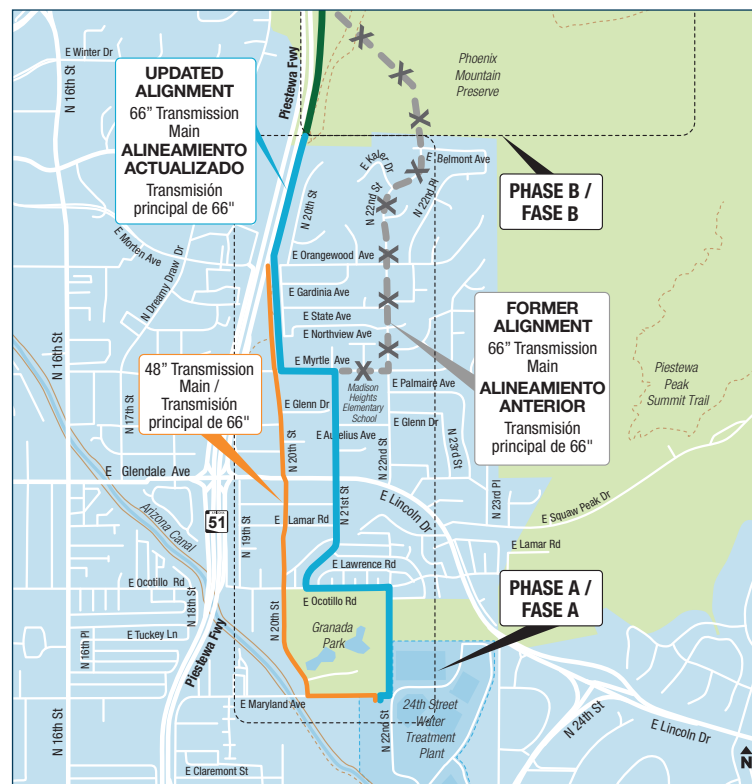 E Winter Dr
N 16th St
Piestewa Fwy
Phoenix
Mountain
Preserve
UPDATED
ALIGNMENT
66” Transmission
Main
ALINEAMIENTO
ACTUALIZADO
Transmisión
principal de 66"
E Kaler Dr
E Belmont Ave
N 20th St
N 22nd St
N 22nd Pl
PHASE B /
FASE B
E Morten Ave
N Dreamy Draw Dr
E Orangewood Ave
E Gardinia Ave
E State Ave
E Northview Ave
E Myrtle Ave
FORMER
ALIGNMENT
66” Transmission
Main
ALINEAMIENTO
ANTERIOR
Transmisión
principal de 66"
Piestewa
Peak
Summit Trail
N 16th St
48” Transmission
Main /
Transmisión
principal de 66"
Madison
Heights
Elementary
School
E Palmaire Ave
N 17th St
E Glenn Dr
E Glenn Dr
E Aurelius Ave
N 20th St
N 22nd St
N 23rd St
E Glendale Ave
N 21st St
E Lincoln Dr
N 23rd Pl
E Squaw Peak Dr
Arizona Canal
51
N 19th St
E Lamar Rd
E Lamar Rd
E Lawrence Rd
E Ocotillo Rd
N 18th St
E Ocotillo Rd
PHASE A /
FASE A
N 16th Pl
E Tuckey Ln
N 20th St
Granada
Park
Piestewa Fwy
E Maryland Ave
N 22nd St
24th Street
Water
Treatment
Plant
N 24th St
E Lincoln Dr
N 16th St
E Claremont St
N